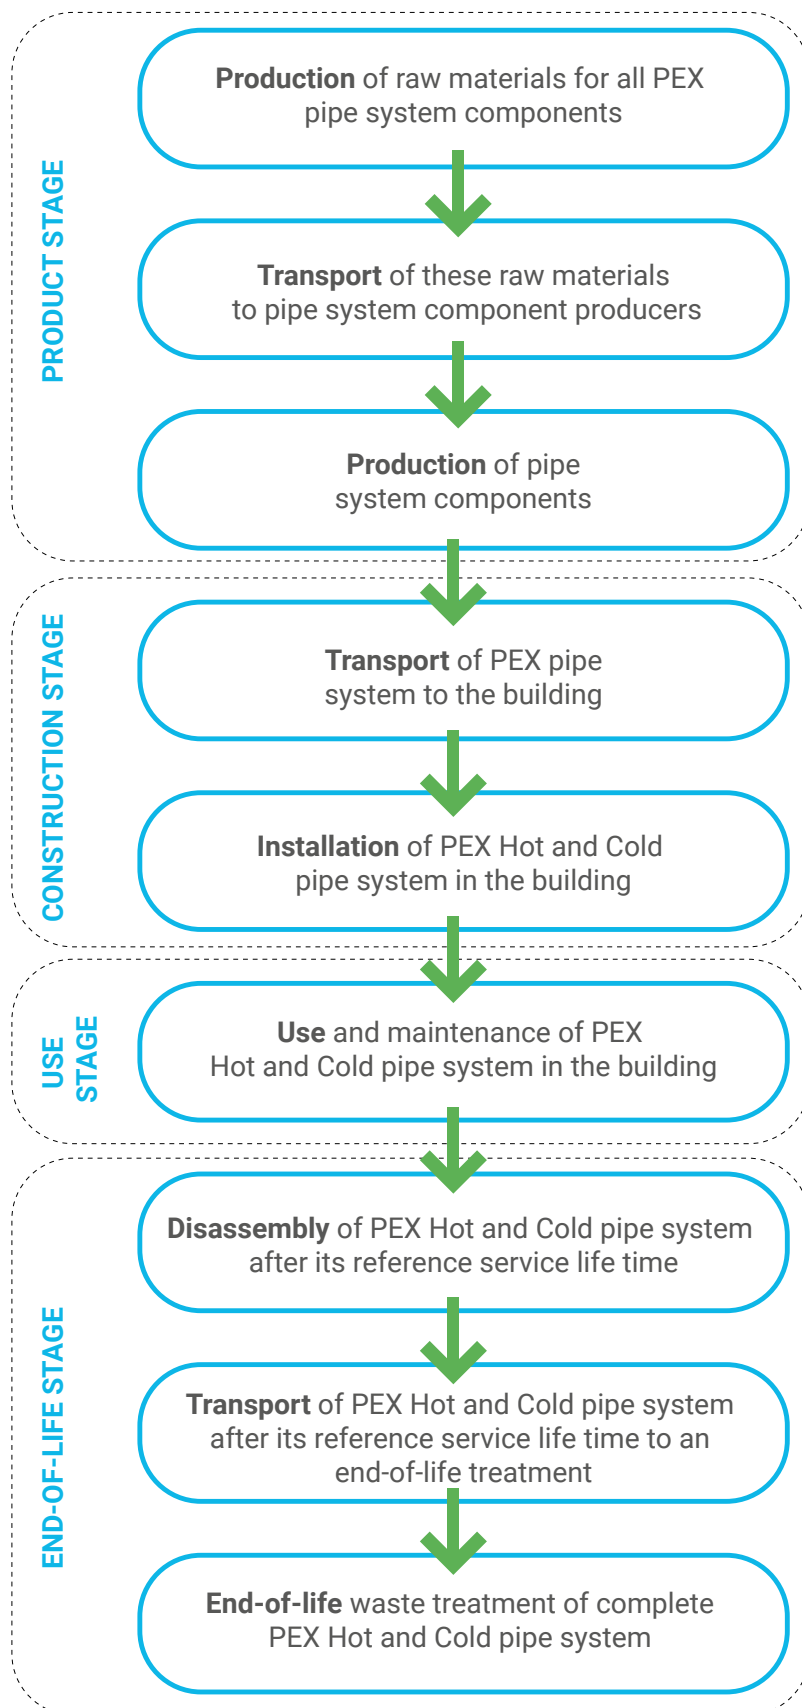 PRODUCT STAGE
Production of raw materials for all PEX
pipe system components
Transport of these raw materials
to pipe system component producers
Production of pipe
system components
CONSTRUCTION STAGE
Transport of PEX pipe
system to the building
Installation of PEX Hot and Cold
pipe system in the building
USE
STAGE
Use and maintenance of PEX
Hot and Cold pipe system in the building
END-OF-LIFE STAGE
Disassembly of PEX Hot and Cold pipe system
after its reference service life time
Transport of PEX Hot and Cold pipe system
after its reference service life time to an
end-of-life treatment
End-of-life waste treatment of complete
PEX Hot and Cold pipe system